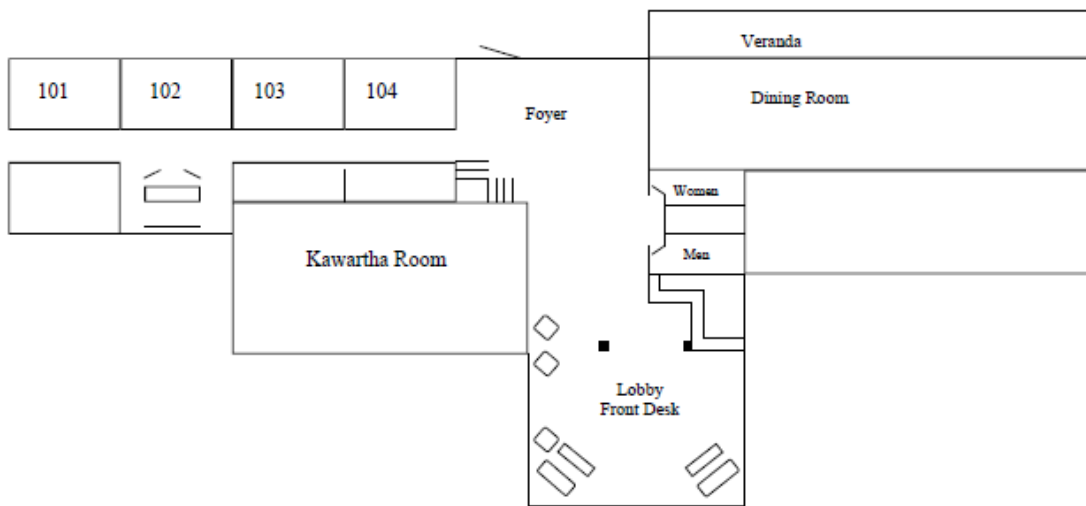 Veranda
101
102
103
104
Dining Room
Foyer
Women
Kawartha Room
Men
Lobby
Front Desk